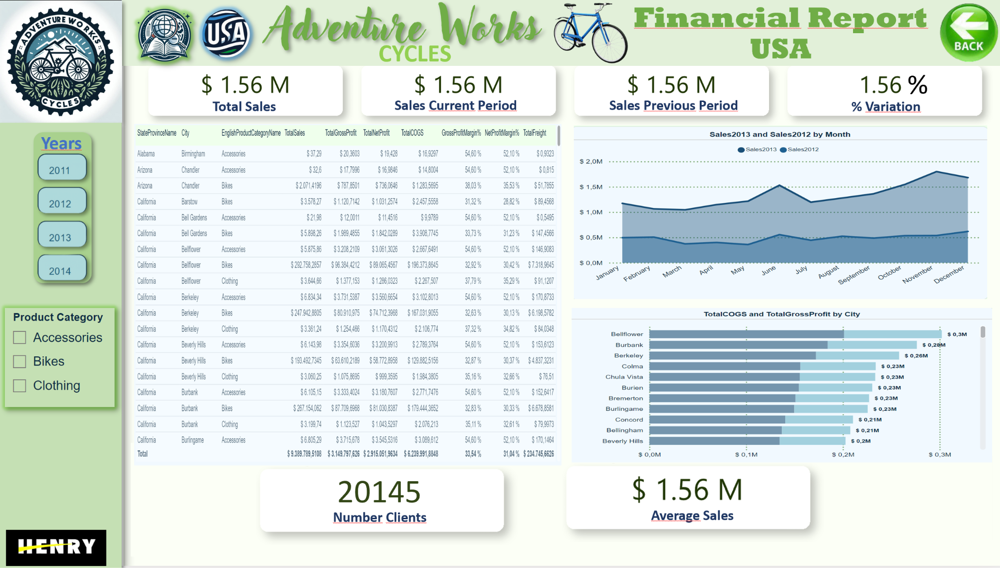 ADVENTURE WORKS
CYCLES
USA
Adventure Works
CYCLES
Financial Report
USA
BACK
$ 1.56 M
Total Sales
$ 1.56 M
Sales Current Period
$ 1.56 M
Sales Previous Period
1.56 %
% Variation
Years
2011
2012
2013
2014
Product Category
Accessories
Bikes
Clothing
HENRY
StateProvinceName City EnglishProductCategoryName TotalSales TotalGrossProfit TotalNetProfit TotalCOGS GrossProfitMargin% NetProfitMargin% TotalFreight
Alabama Birmingham Accessories $ 37,29 $ 20,3603 $ 19,428 $ 16,9297 54,60 % 52,10 % $ 0,9323
Arizona Chandler Accessories $ 32,6 $ 17,7996 $ 16,9846 $ 14,8004 54,60 % 52,10 % $ 0,815
Arizona Chandler Bikes $ 2.071,4196 $ 787,8501 $ 736,0646 $ 1.283,5695 38,03 % 35,53 % $ 51,7855
California Barstow Bikes $ 3.578,27 $ 1.120,7142 $ 1.031,2574 $ 2.457,5558 31,32 % 28,82 % $ 89,4568
California Bell Gardens Accessories $ 21,98 $ 12,0011 $ 11,4516 $ 9,9789 54,60 % 52,10 % $ 0,5495
California Bell Gardens Bikes $ 5.898,26 $ 1.989,4855 $ 1.842,0289 $ 3.908,7745 33,73 % 31,23 % $ 147,4566
California Bellflower Accessories $ 5.875,86 $ 3.208,2109 $ 3.061,3026 $ 2.667,6491 54,60 % 52,10 % $ 146,9083
California Bellflower Bikes $ 292.758,2857 $ 96.384,4212 $ 89.065,4567 $ 196.373,8645 32,92 % 30,42 % $ 7.318,9645
California Bellflower Clothing $ 3.644,66 $ 1.377,153 $ 1.286,0323 $ 2.267,507 37,79 % 35,29 % $ 91,1207
California Berkeley Accessories $ 6.834,34 $ 3.731,5387 $ 3.560,6654 $ 3.102,8013 54,60 % 52,10 % $ 170,8733
California Berkeley Bikes $ 247.942,8805 $ 80.910,975 $ 74.712,3968 $ 167.031,9055 32,63 % 30,13 % $ 6.198,5782
California Berkeley Clothing $ 3.361,24 $ 1.254,466 $ 1.170,4312 $ 2.106,774 37,32 % 34,82 % $ 84,0348
California Beverly Hills Accessories $ 6.143,98 $ 3.354,6036 $ 3.200,9913 $ 2.789,3764 54,60 % 52,10 % $ 153,6123
California Beverly Hills Bikes $ 193.492,7345 $ 63.610,2189 $ 58.772,8958 $ 129.882,5156 32,87 % 30,37 % $ 4.837,3231
California Beverly Hills Clothing $ 3.060,25 $ 1.075,8695 $ 999,3595 $ 1.984,3805 35,16 % 32,66 % $ 76,51
California Burbank Accessories $ 6.105,15 $ 3.333,4024 $ 3.180,7607 $ 2.771,7476 54,60 % 52,10 % $ 152,6417
California Burbank Bikes $ 267.154,062 $ 87.709,6968 $ 81.030,8387 $ 179.444,3652 32,83 % 30,33 % $ 6.678,8581
California Burbank Clothing $ 3.199,74 $ 1.123,527 $ 1.043,5297 $ 2.076,213 35,11 % 32,61 % $ 79,9973
California Burlingame Accessories $ 6.805,29 $ 3.715,678 $ 3.545,5316 $ 3.089,612 54,60 % 52,10 % $ 170,1464
Total $ 9.389.789,5108 $ 3.149.797,626 $ 2.915.051,9634 $ 6.239.991,8848 33,54 % 31,04 % $ 234.745,6626
Sales2013 and Sales2012 by Month
Sales2013 Sales2012
$ 2,0M
$ 1,5M
$ 1,0M
$ 0,5M
$ 0,0M
January February March April May June July August September October November December
TotalCOGS and TotalGrossProfit by City
Bellflower $ 0,3M
Burbank $ 0,28M
Berkeley $ 0,26M
Colma $ 0,23M
Chula Vista $ 0,23M
Burien $ 0,23M
Bremerton $ 0,23M
Burlingame $ 0,23M
Concord $ 0,21M
Bellingham $ 0,21M
Beverly Hills $ 0,2M
$ 0,0M $ 0,1M $ 0,2M $ 0,3M
20145
Number Clients
$ 1.56 M
Average Sales